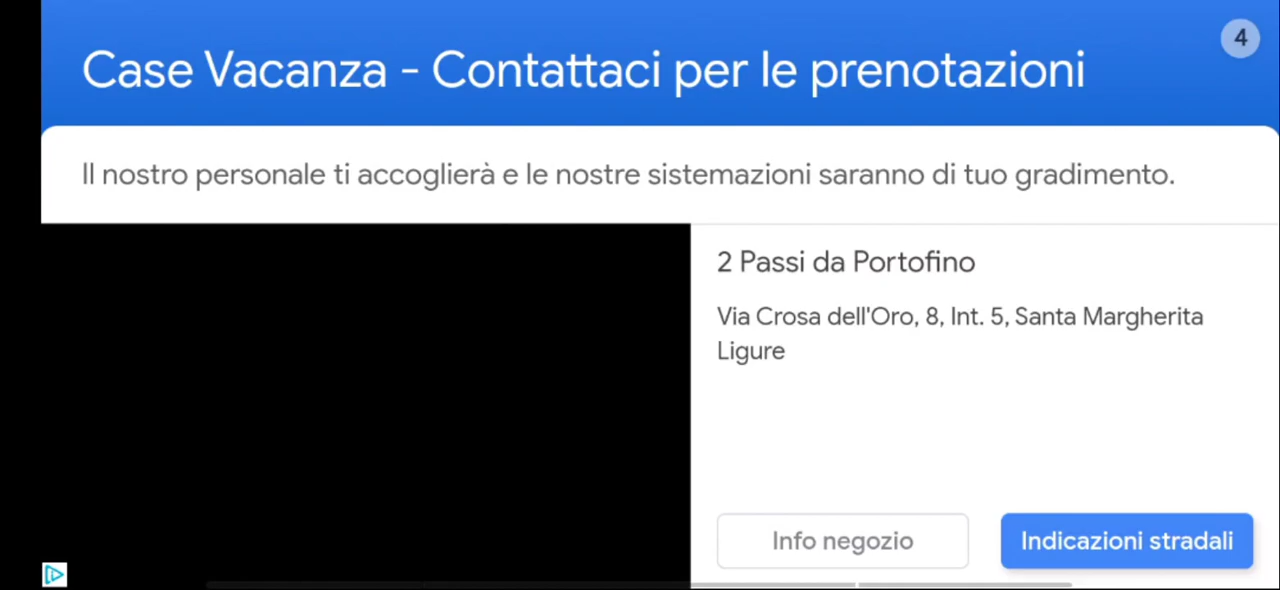 Case Vacanza - Contattaci per le prenotazioni
4
Il nostro personale ti accoglierà e le nostre sistemazioni saranno di tuo gradimento.
2 Passi da Portofino
Via Crosa dell'Oro, 8, Int. 5, Santa Margherita
Ligure
Info negozio
Indicazioni stradali